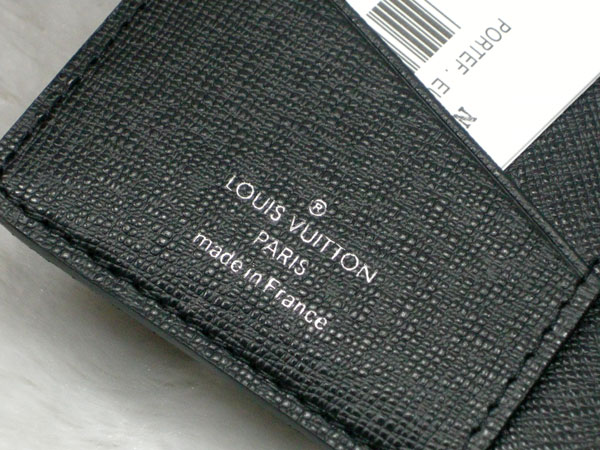 ®
LOUIS VUITTON
PARIS
made in France
PORTEF. E
N